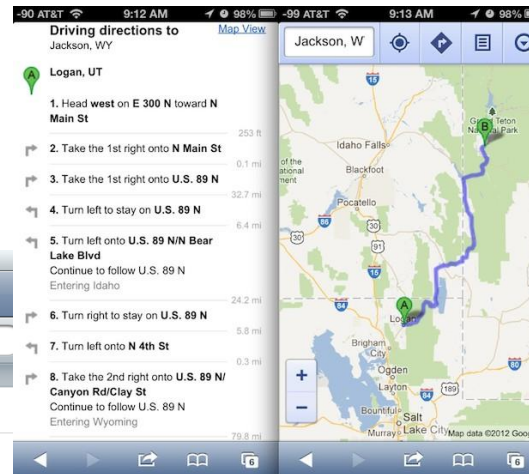 -90 AT&T 9:12 AM 98%
Driving directions to
Jackson, WY
Map View
A
Logan, UT
1. Head west on E 300 N toward N
Main St
253 ft
2. Take the 1st right onto N Main St
0.1 mi
3. Take the 1st right onto U.S. 89 N
32.7 mi
4. Turn left to stay on U.S. 89 N
6.4 mi
5. Turn left onto U.S. 89 N/N Bear
Lake Blvd
Continue to follow U.S. 89 N
Entering Idaho
24.2 mi
6. Turn right to stay on U.S. 89 N
5.8 mi
7. Turn left onto N 4th St
0.3 mi
8. Take the 2nd right onto U.S. 89 N/
Canyon Rd/Clay St
Continue to follow U.S. 89 N
Entering Wyoming
79.8 mi
6
-99 AT&T 9:13 AM 98%
Jackson, W
15
Teton
National Park
B
Idaho Falls
of the
Blackfoot
Pocatello
86
30
30
91
15
84
A
Logan
Brigham
City
Ogden
Layton
84
189
80
Bountiful
Salt
Murray
Lake City
Map data ©2012 Goo
+
−
6